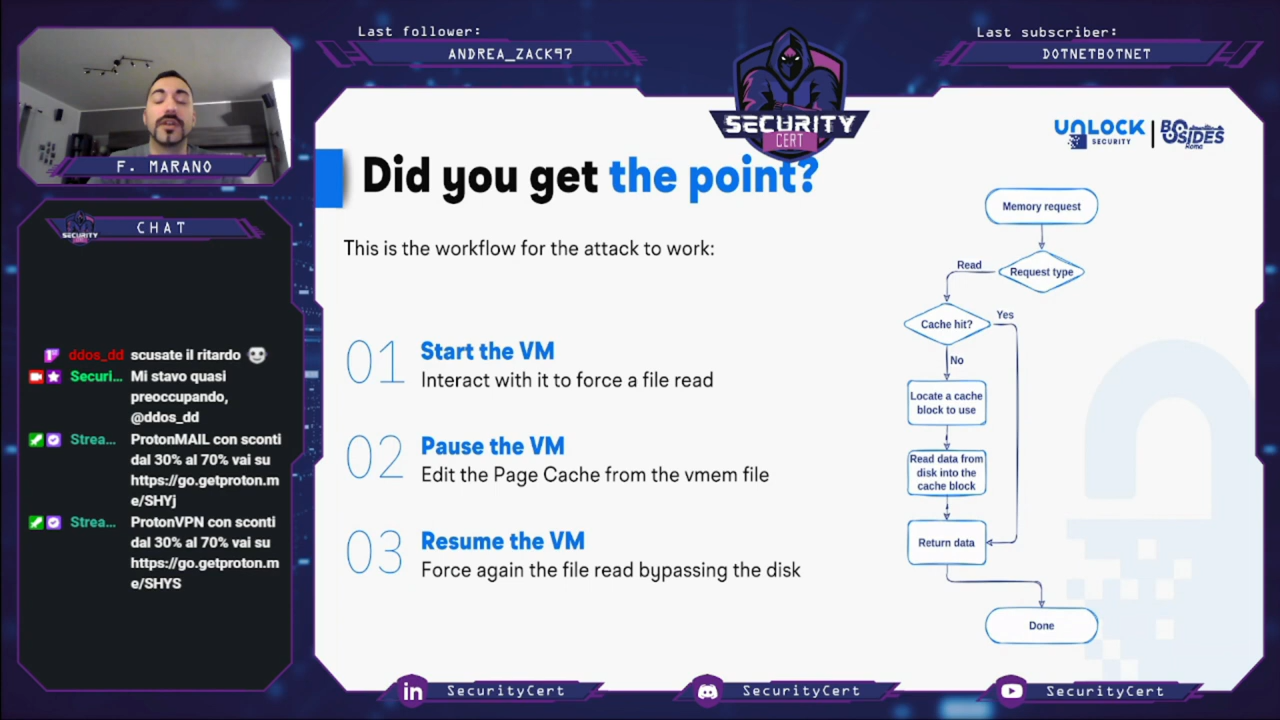 Last follower:
ANDREA_ZACK97
Last subscriber:
DOTNETBOTNET
SECURITY
CERT
F. MARANO
UNLOCK
SECURITY
BSIDES
Roma
Did you get the point?
This is the workflow for the attack to work:
01
Start the VM
Interact with it to force a file read
02
Pause the VM
Edit the Page Cache from the vmem file
03
Resume the VM
Force again the file read bypassing the disk
Memory request
Request type
Read
Cache hit?
Yes
No
Locate a cache
block to use
Read data from
disk into the
cache block
Return data
Done
SECURITY
CHAT
ddos_dd scusate il ritardo
Securi... Mi stavo quasi
preoccupando,
@ddos_dd
Strea... ProtonMAIL con sconti
dal 30% al 70% vai su
https://go.getproton.m
e/SHYj
Strea... ProtonVPN con sconti
dal 30% al 70% vai su
https://go.getproton.m
e/SHYS
in SecurityCert
SecurityCert
SecurityCert